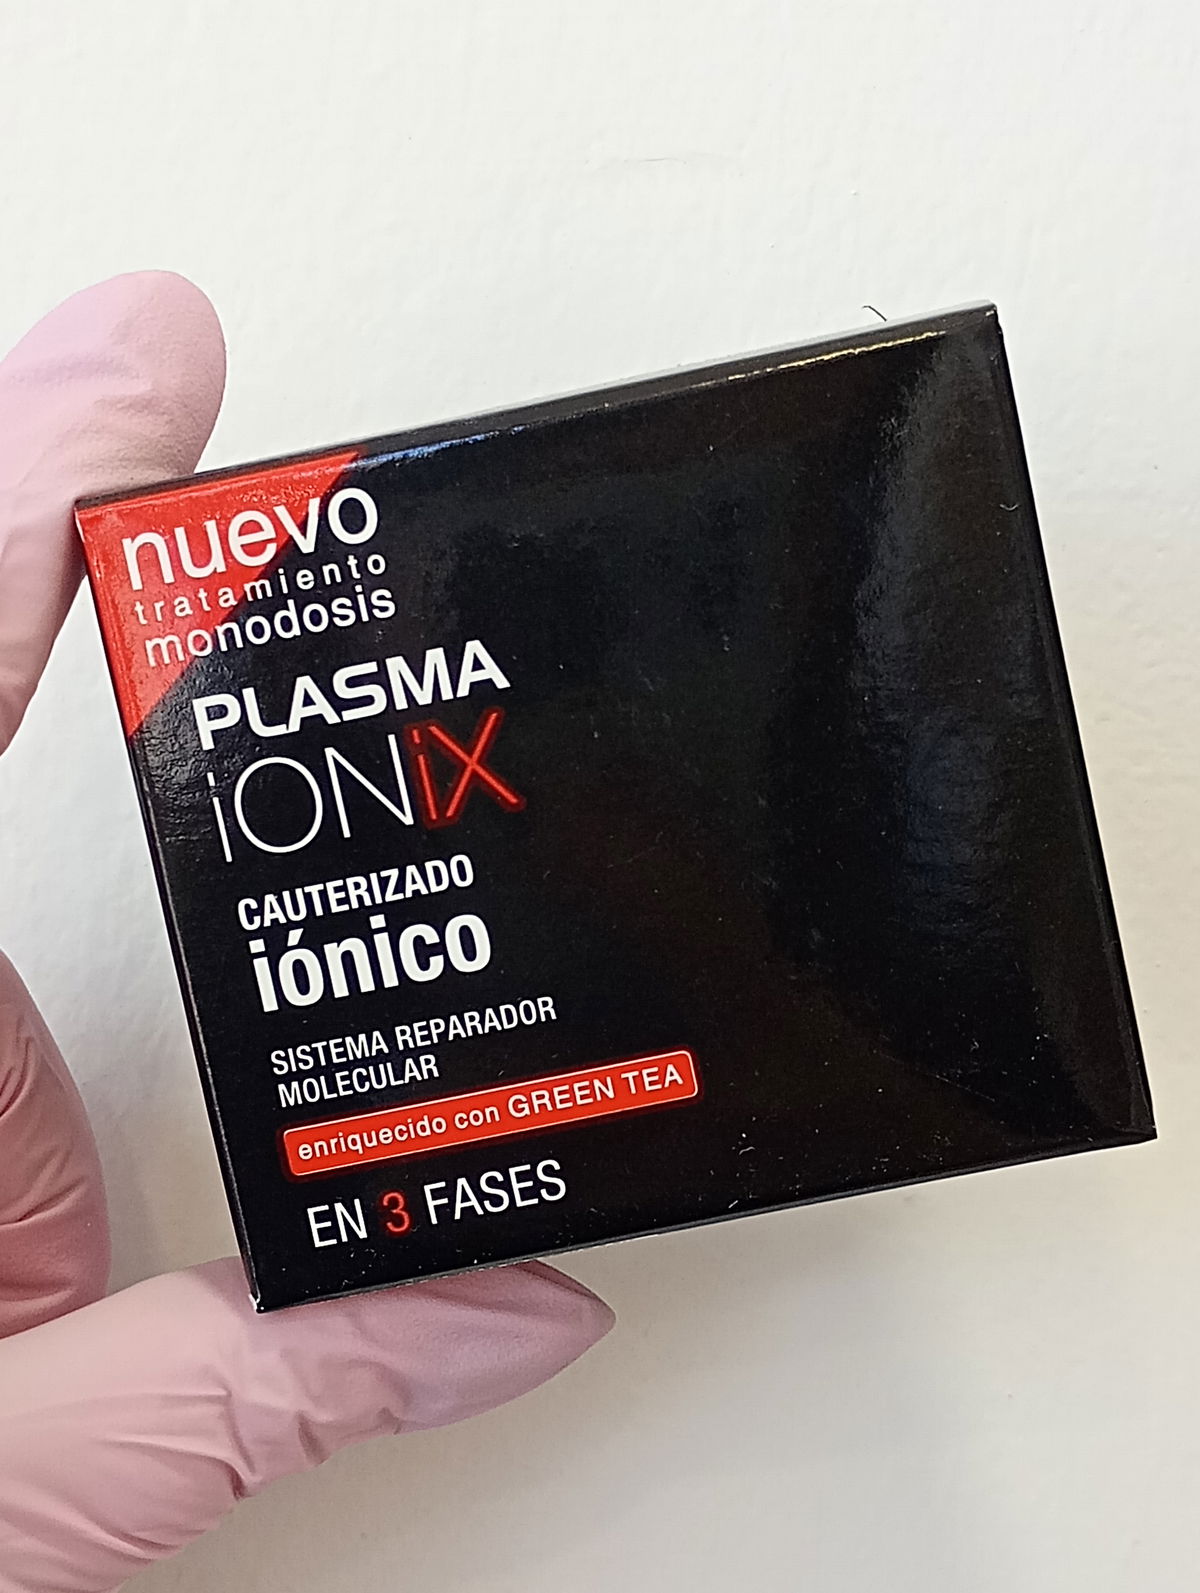 nuevo
tratamiento
monodosis
PLASMA
iONiX
CAUTERIZADO
iónico
SISTEMA REPARADOR
MOLECULAR
enriquecido con GREEN TEA
EN 3 FASES